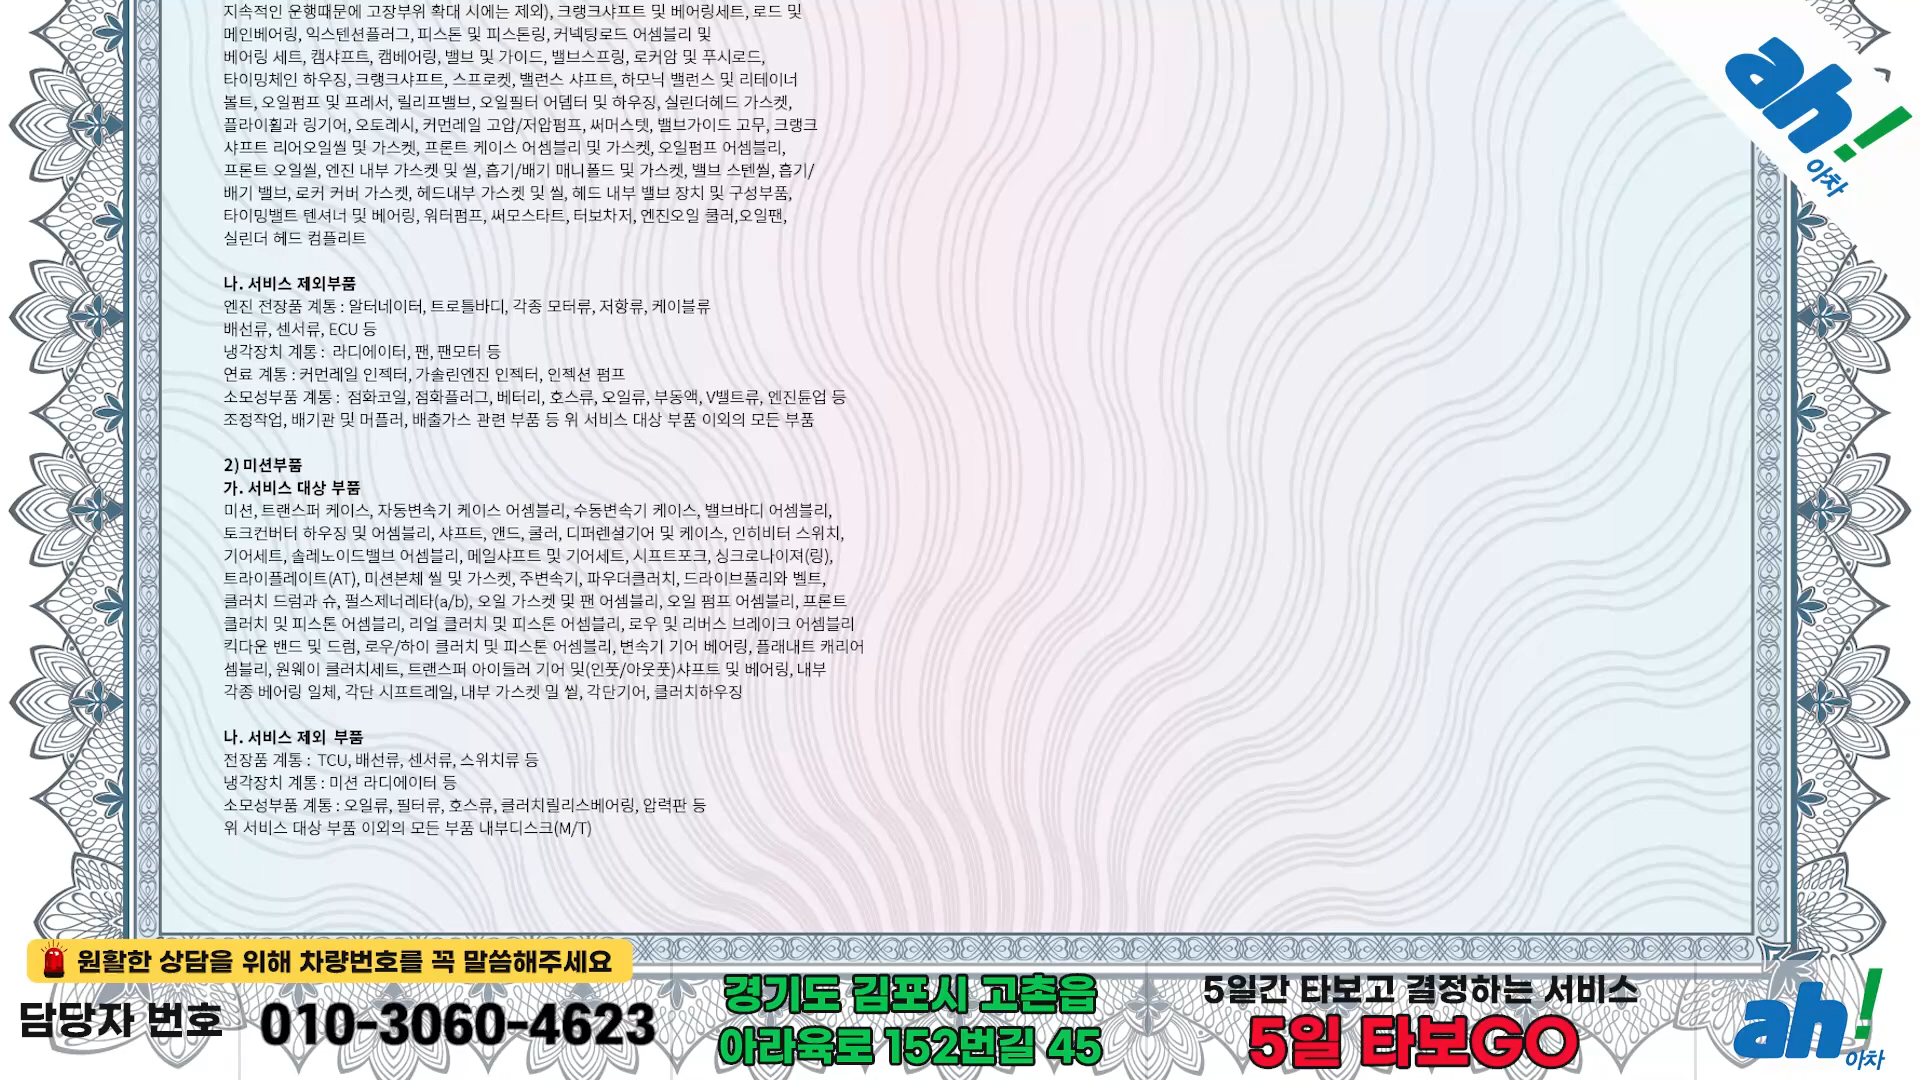 지속적인 운행때문에 고장부위 확대 시에는 제외), 크랭크샤프트 및 베어링세트, 로드 및
메인베어링, 익스텐션플러그, 피스톤 및 피스톤링, 커넥팅로드 어셈블리 및
베어링 세트, 캠샤프트, 캠베어링, 밸브 및 가이드, 밸브스프링, 로커암 및 푸시로드,
타이밍체인 하우징, 크랭크샤프트, 스프로켓, 밸런스 샤프트, 하모닉 밸런스 및 리테이너
볼트, 오일펌프 및 프레서, 릴리프밸브, 오일필터 어뎁터 및 하우징, 실린더헤드 가스켓,
플라이휠과 링기어, 오토레시, 커먼레일 고압/저압펌프, 써머스텟, 밸브가이드 고무, 크랭크
샤프트 리어오일씰 및 가스켓, 프론트 케이스 어셈블리 및 가스켓, 오일펌프 어셈블리,
프론트 오일씰, 엔진 내부 가스켓 및 씰, 흡기/배기 매니폴드 및 가스켓, 밸브 스텐씰, 흡기/
배기 밸브, 로커 커버 가스켓, 헤드내부 가스켓 및 씰, 헤드 내부 밸브 장치 및 구성부품,
타이밍밸트 텐셔너 및 베어링, 워터펌프, 써모스타트, 터보차저, 엔진오일 쿨러,오일팬,
실린더 헤드 컴플리트
나. 서비스 제외부품
엔진 전장품 계통 : 알터네이터, 트로틀바디, 각종 모터류, 저항류, 케이블류
배선류, 센서류, ECU 등
냉각장치 계통 : 라디에이터, 팬, 팬모터 등
연료 계통 : 커먼레일 인젝터, 가솔린엔진 인젝터, 인젝션 펌프
소모성부품 계통 : 점화코일, 점화플러그, 베터리, 호스류, 오일류, 부동액, V밸트류, 엔진튠업 등
조정작업, 배기관 및 머플러, 배출가스 관련 부품 등 위 서비스 대상 부품 이외의 모든 부품
2) 미션부품
가. 서비스 대상 부품
미션, 트랜스퍼 케이스, 자동변속기 케이스 어셈블리, 수동변속기 케이스, 밸브바디 어셈블리,
토크컨버터 하우징 및 어셈블리, 샤프트, 앤드, 쿨러, 디퍼렌셜기어 및 케이스, 인히비터 스위치,
기어세트, 솔레노이드밸브 어셈블리, 메일샤프트 및 기어세트, 시프트포크, 싱크로나이져(링),
트라이플레이트(AT), 미션본체 씰 및 가스켓, 주변속기, 파우더클러치, 드라이브풀리와 벨트,
클러치 드럼과 슈, 펄스제너레타(a/b), 오일 가스켓 및 팬 어셈블리, 오일 펌프 어셈블리, 프론트
클러치 및 피스톤 어셈블리, 리얼 클러치 및 피스톤 어셈블리, 로우 및 리버스 브레이크 어셈블리
킥다운 밴드 및 드럼, 로우/하이 클러치 및 피스톤 어셈블리, 변속기 기어 베어링, 플래내트 캐리어
셈블리, 원웨이 클러치세트, 트랜스퍼 아이들러 기어 및(인풋/아웃풋)샤프트 및 베어링, 내부
각종 베어링 일체, 각단 시프트레일, 내부 가스켓 밀 씰, 각단기어, 클러치하우징
나. 서비스 제외 부품
전장품 계통 : TCU, 배선류, 센서류, 스위치류 등
냉각장치 계통 : 미션 라디에이터 등
소모성부품 계통 : 오일류, 필터류, 호스류, 클러치릴리스베어링, 압력판 등
위 서비스 대상 부품 이외의 모든 부품 내부디스크(M/T)
ah!
아차
원활한 상담을 위해 차량번호를 꼭 말씀해주세요
담당자 번호 010-3060-4623
경기도 김포시 고촌읍
아라육로 152번길 45
5일간 타보고 결정하는 서비스
5일 타보GO
ah!
아차